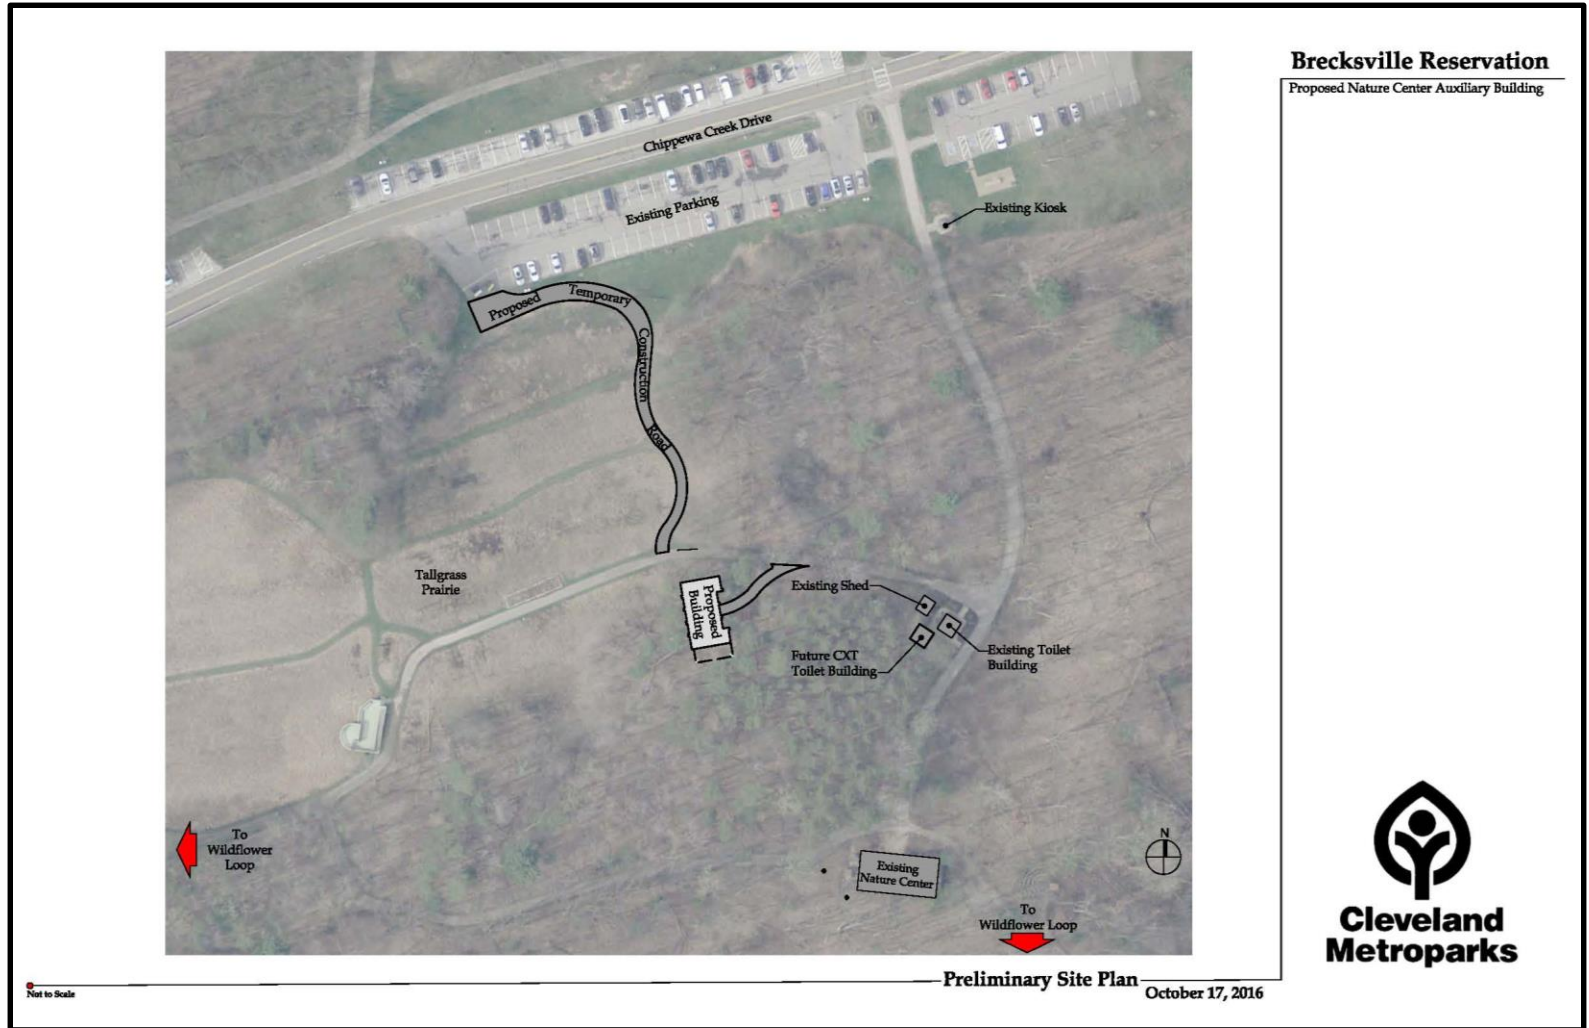 Brecksville Reservation
Proposed Nature Center Auxiliary Building
Chippewa Creek Drive
Existing Parking
Existing Kiosk
Proposed Temporary Construction Road
Tallgrass
Prairie
Proposed
Building
Existing Shed
Future CXT
Toilet Building
Existing Toilet
Building
To
Wildflower
Loop
Existing
Nature Center
N
To
Wildflower Loop
Cleveland
Metroparks
Not to Scale
Preliminary Site Plan
October 17, 2016